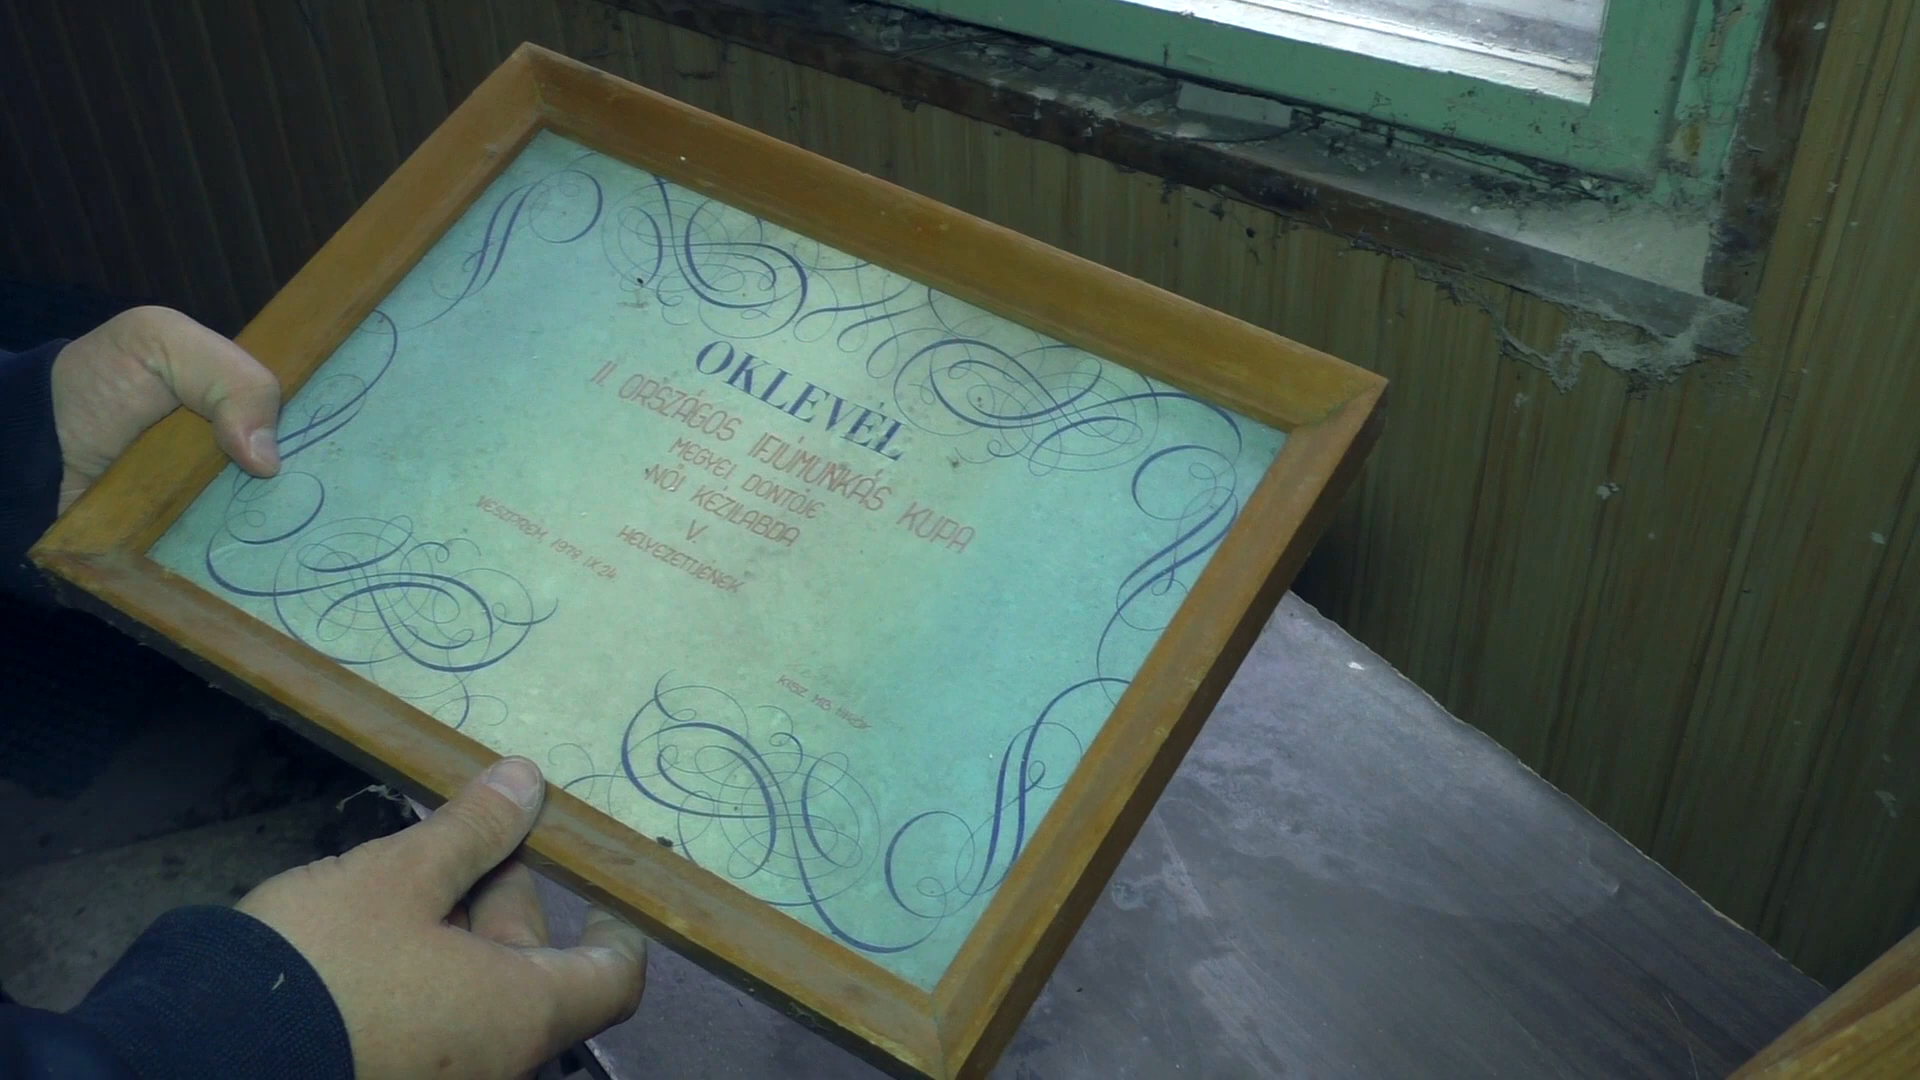 OKLEVÉL
II. ORSZÁGOS IFJÚMUNKÁS KUPA
MEGYEI DÖNTŐJE
NŐI KÉZILABDA
V.
HELYEZETTJÉNEK
VESZPRÉM, 1979. IX. 24.
KISZ MB